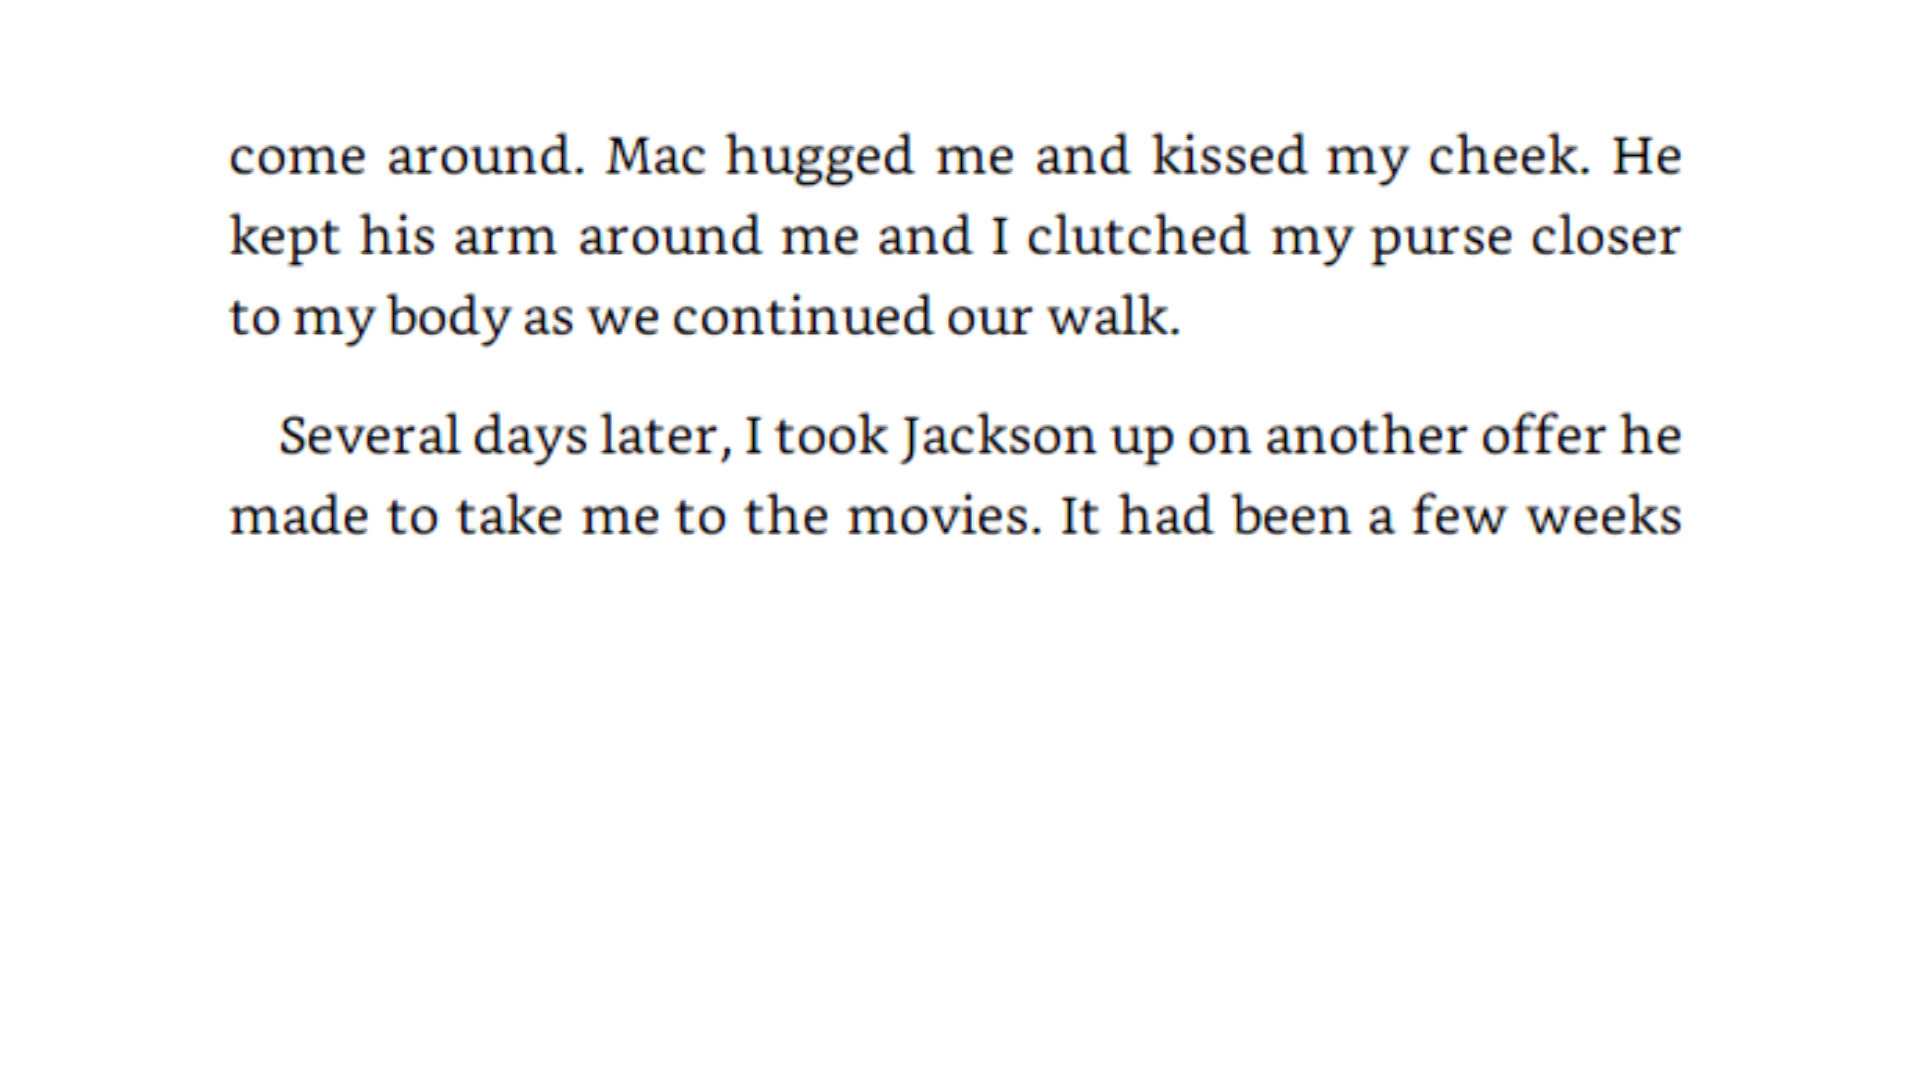 come around. Mac hugged me and kissed my cheek. He
kept his arm around me and I clutched my purse closer
to my body as we continued our walk.
Several days later, I took Jackson up on another offer he
made to take me to the movies. It had been a few weeks